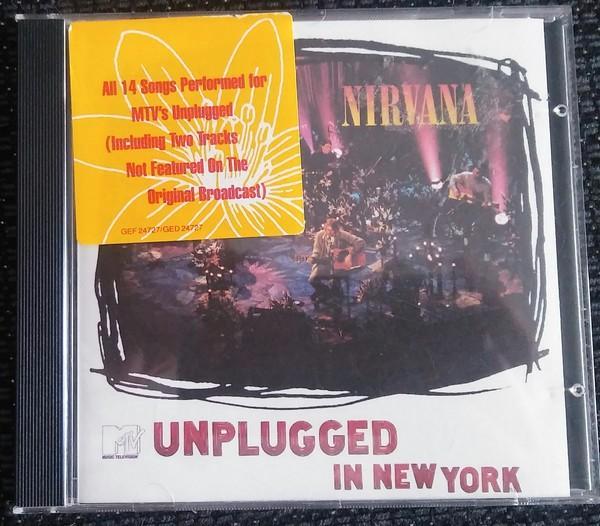 All 14 Songs Performed for
MTV's Unplugged
(Including Two Tracks
Not Featured On The
Original Broadcast)
GEF 24727/GED 24727
NIRVANA
MTV
MUSIC TELEVISION
UNPLUGGED
IN NEW YORK